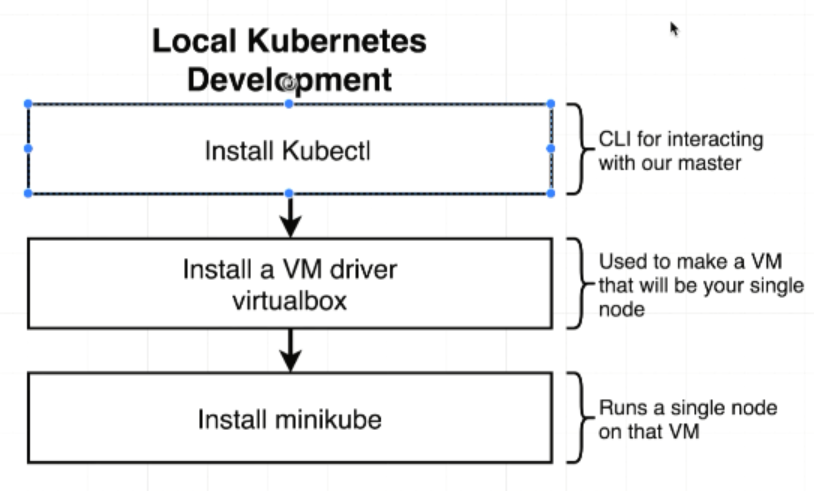 Local Kubernetes
Development
Install Kubectl
CLI for interacting
with our master
Install a VM driver
virtualbox
Used to make a VM
that will be your single
node
Install minikube
Runs a single node
on that VM